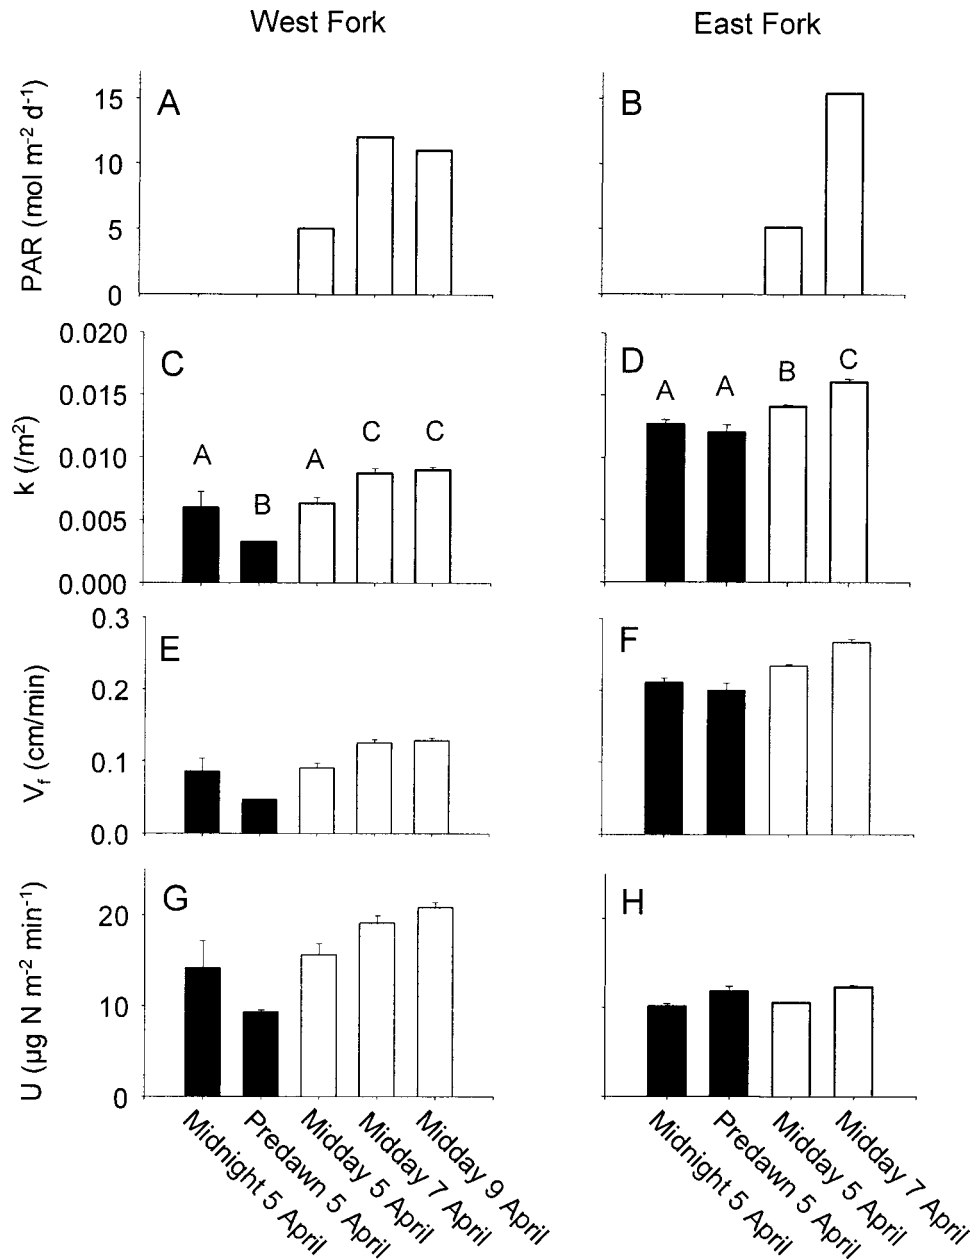 West Fork
East Fork
PAR (mol m⁻² d⁻¹)
15
10
5
0
A
B
k (/m²)
0.020
0.015
0.010
0.005
0.000
C
A
B
A
C
C
D
A
A
B
C
V_f (cm/min)
0.3
0.2
0.1
0.0
E
F
U (µg N m⁻² min⁻¹)
20
10
0
G
H
Midnight 5 April
Predawn 5 April
Midday 5 April
Midday 7 April
Midday 9 April
Midnight 5 April
Predawn 5 April
Midday 5 April
Midday 7 April